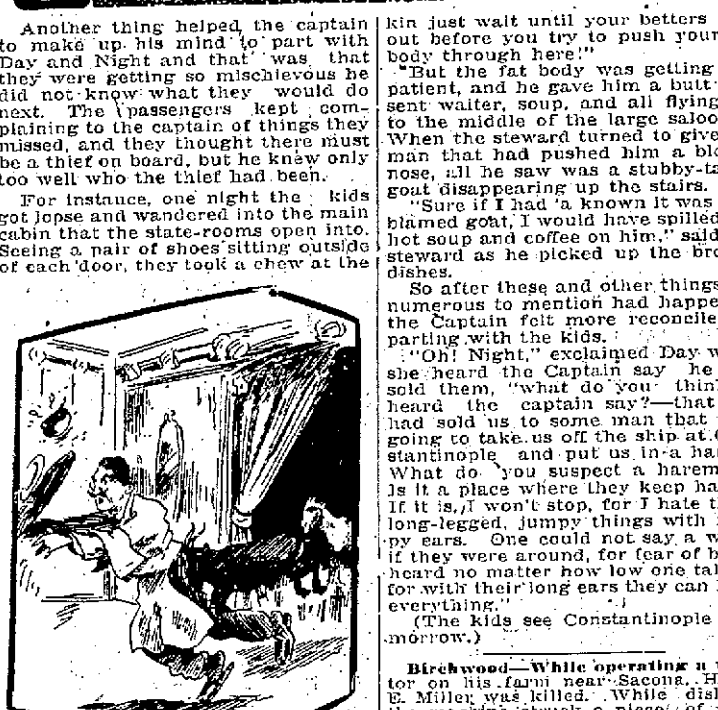 Another thing helped the captain
to make up his mind to part with
Day and Night and that was that
they were getting so mischievous he
did not know what they would do
next. The passengers kept com-
plaining to the captain of things they
missed, and they thought there must
be a thief on board, but he knew only
too well who the thief had been.
For instance, one night the kids
got loose and wandered into the main
cabin that the state-rooms open into.
Seeing a pair of shoes sitting outside
of each door, they took a chew at the
kin just wait until your betters
out before you try to push your
body through here!"
"But the fat body was getting
patient, and he gave him a butt
sent waiter, soup, and all flying
to the middle of the large saloo
When the steward turned to give
man that had pushed him a blo
nose, all he saw was a stubby-ta
goat disappearing up the stairs.
"Sure if I had 'a known it was
blamed goat, I would have spilled
hot soup and coffee on him," said
steward as he picked up the bro
dishes.
So after these and other things
numerous to mention had happe
the Captain felt more reconcile
parting with the kids.
"Oh! Night," exclaimed Day w
she heard the Captain say he
sold them, "what do you thin
heard the captain say?—that
had sold us to some man that
going to take us off the ship at C
stantinople and put us in a ha
What do you suspect a harem
Is it a place where they keep ha
If it is, I won't stop, for I hate t
long-legged, jumpy things with
py ears. One could not say a w
if they were around, for fear of b
heard no matter how low one tal
for with their long ears they can
everything."
(The kids see Constantinople
morrow.)
Birchwood—While operating a
tor on his farm near Sacona, H
E. Miller was killed. While dis
struck a piece of